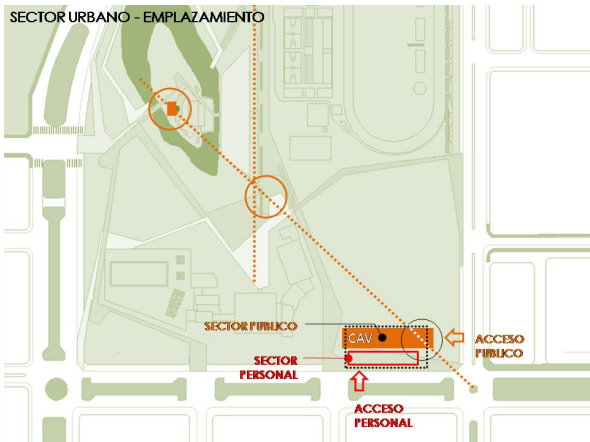 SECTOR URBANO - EMPLAZAMIENTO
SECTOR PUBLICO
CAV
ACCESO
PUBLICO
SECTOR
PERSONAL
ACCESO
PERSONAL